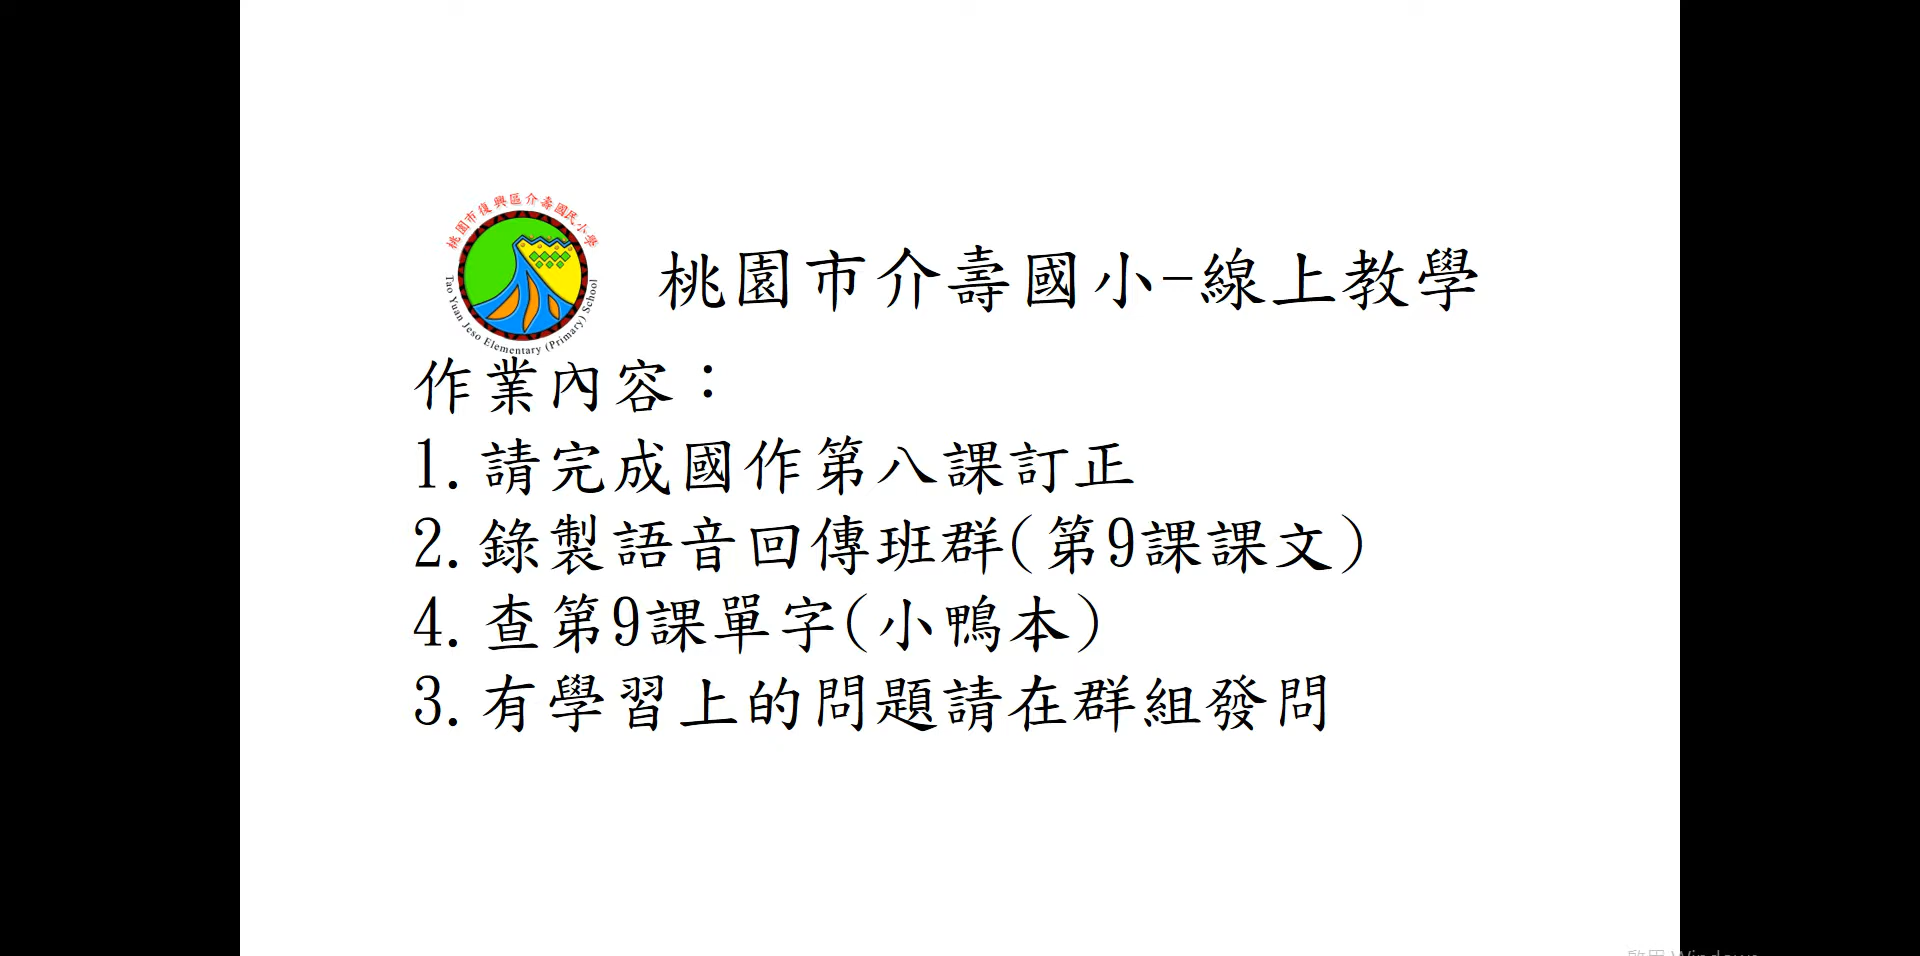 桃園市復興區介壽國民小學
Tao Yuan Jeso Elementary (Primary) School
桃園市介壽國小-線上教學
作業內容：
1.請完成國作第八課訂正
2.錄製語音回傳班群(第9課課文)
4.查第9課單字(小鴨本)
3.有學習上的問題請在群組發問